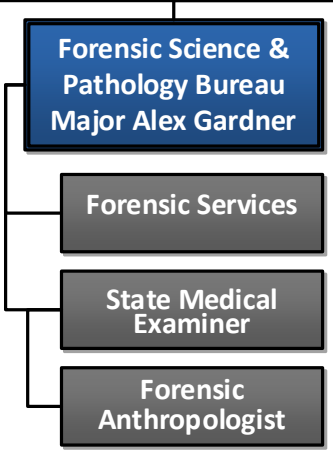 Forensic Science &
Pathology Bureau
Major Alex Gardner
Forensic Services
State Medical
Examiner
Forensic
Anthropologist